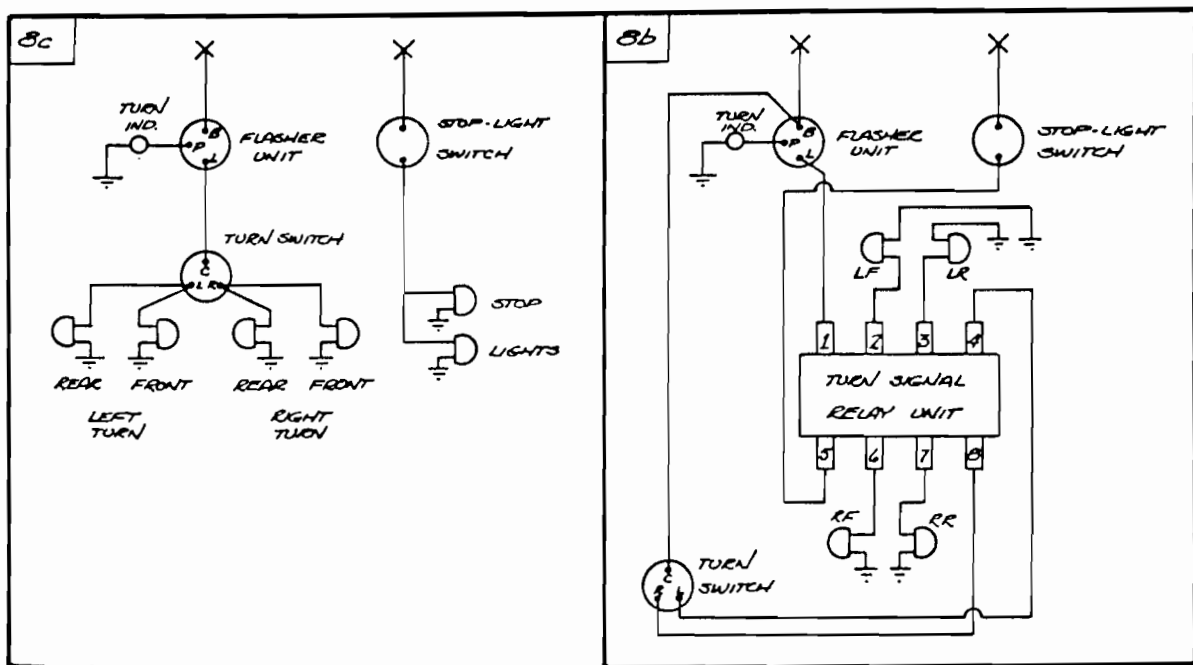 8c
TURN
IND.
B
P
L
FLASHER
UNIT
STOP-LIGHT
SWITCH
TURN SWITCH
C
L R
STOP
LIGHTS
REAR FRONT
LEFT
TURN
REAR FRONT
RIGHT
TURN
8b
TURN
IND.
B
P
L
FLASHER
UNIT
STOP-LIGHT
SWITCH
LF
LR
1 2 3 4
TURN SIGNAL
RELAY UNIT
5 6 7 8
RF
RR
TURN
SWITCH
C
R L